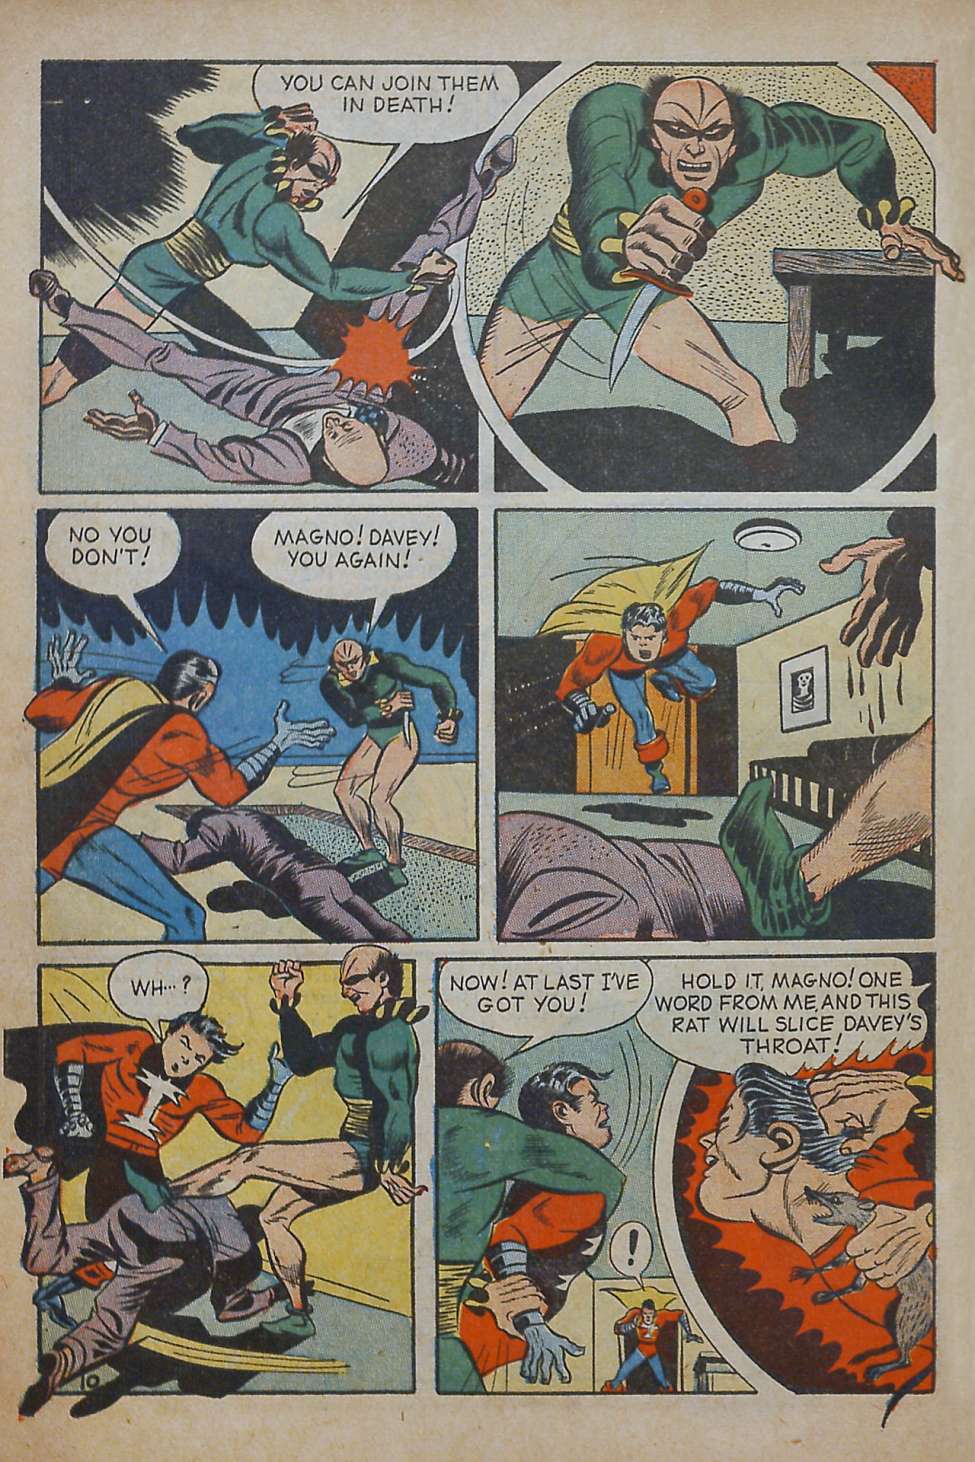 YOU CAN JOIN THEM
IN DEATH!
NO YOU
DON'T!
MAGNO! DAVEY!
YOU AGAIN!
WH...?
NOW! AT LAST I'VE
GOT YOU!
!
HOLD IT, MAGNO! ONE
WORD FROM ME, AND THIS
RAT WILL SLICE DAVEY'S
THROAT!
10